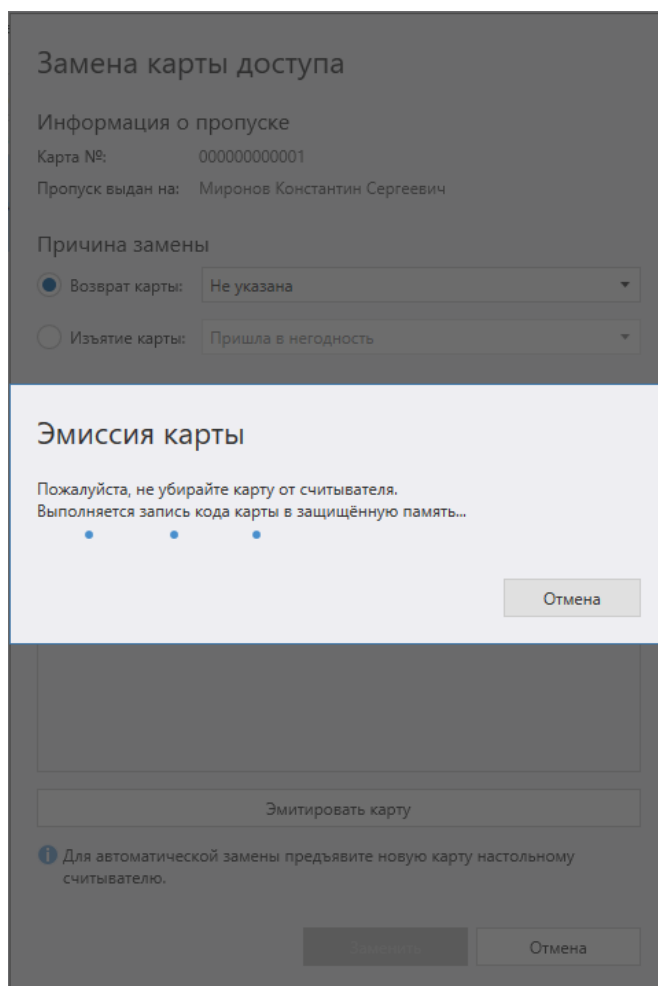 Замена карты доступа
Информация о пропуске
Карта №: 000000000001
Пропуск выдан на: Миронов Константин Сергеевич
Причина замены
Возврат карты: Не указана
Изъятие карты: Пришла в негодность
Эмиссия карты
Пожалуйста, не убирайте карту от считывателя.
Выполняется запись кода карты в защищённую память...
Отмена
Эмитировать карту
Для автоматической замены предъявите новую карту настольному
считывателю.
Заменить Отмена